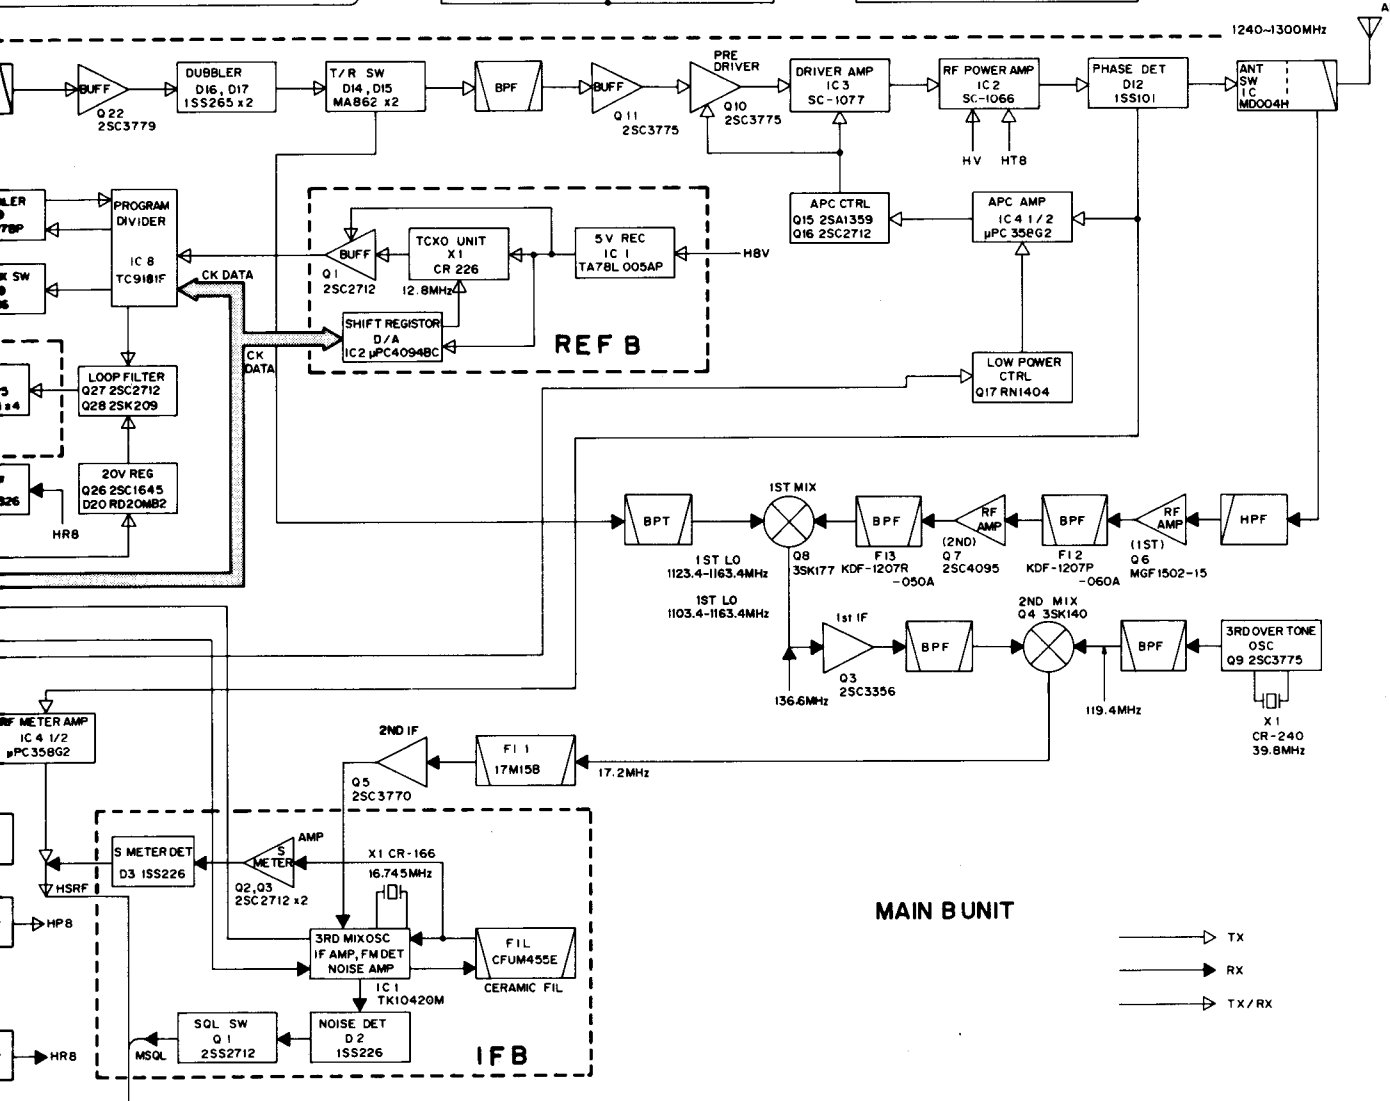 A
1240~1300MHz
BUFF
Q22
2SC3779
DUBBLER
D16, D17
1SS265 x2
T/R SW
D14, D15
MA862 x2
BPF
BUFF
Q11
2SC3775
PRE
DRIVER
Q10
2SC3775
DRIVER AMP
IC3
SC-1077
RF POWER AMP
IC2
SC-1066
HV
HT8
PHASE DET
D12
1SS101
ANT
SW
IC
MD004H
LER
7BP
PROGRAM
DIVIDER
IC8
TC9181F
K SW
CK DATA
CK
DATA
BUFF
Q1
2SC2712
TCXO UNIT
X1
CR 226
12.8MHz
5V REC
IC1
TA78L005AP
H8V
SHIFT REGISTOR
D/A
IC2 µPC4094BC
REF B
APC CTRL
Q15 2SA1359
Q16 2SC2712
APC AMP
IC4 1/2
µPC358G2
LOW POWER
CTRL
Q17 RN1404
LOOP FILTER
Q27 2SC2712
Q28 2SK209
x4
20V REG
Q26 2SC1645
D20 RD20MB2
326
HR8
BPT
1ST LO
1123.4-1163.4MHz
1ST LO
1103.4-1163.4MHz
1ST MIX
Q8
3SK177
BPF
F13
KDF-1207R
-050A
RF
AMP
(2ND)
Q7
2SC4095
BPF
F12
KDF-1207P
-060A
RF
AMP
(1ST)
Q6
MGF1502-15
HPF
1st IF
Q3
2SC3356
136.6MHz
BPF
2ND MIX
Q4 3SK140
119.4MHz
BPF
3RD OVER TONE
OSC
Q9 2SC3775
X1
CR-240
39.8MHz
RF METER AMP
IC4 1/2
µPC358G2
2ND IF
Q5
2SC3770
FI 1
17M15B
17.2MHz
S METER DET
D3 1SS226
S
METER
AMP
Q2,Q3
2SC2712 x2
X1 CR-166
16.745MHz
HSRF
HP8
3RD MIXOSC
IF AMP, FM DET
NOISE AMP
IC1
TK10420M
FIL
CFUM455E
CERAMIC FIL
SQL SW
Q1
2SS2712
NOISE DET
D2
1SS226
MSQL
HR8
IFB
MAIN B UNIT
TX
RX
TX/RX